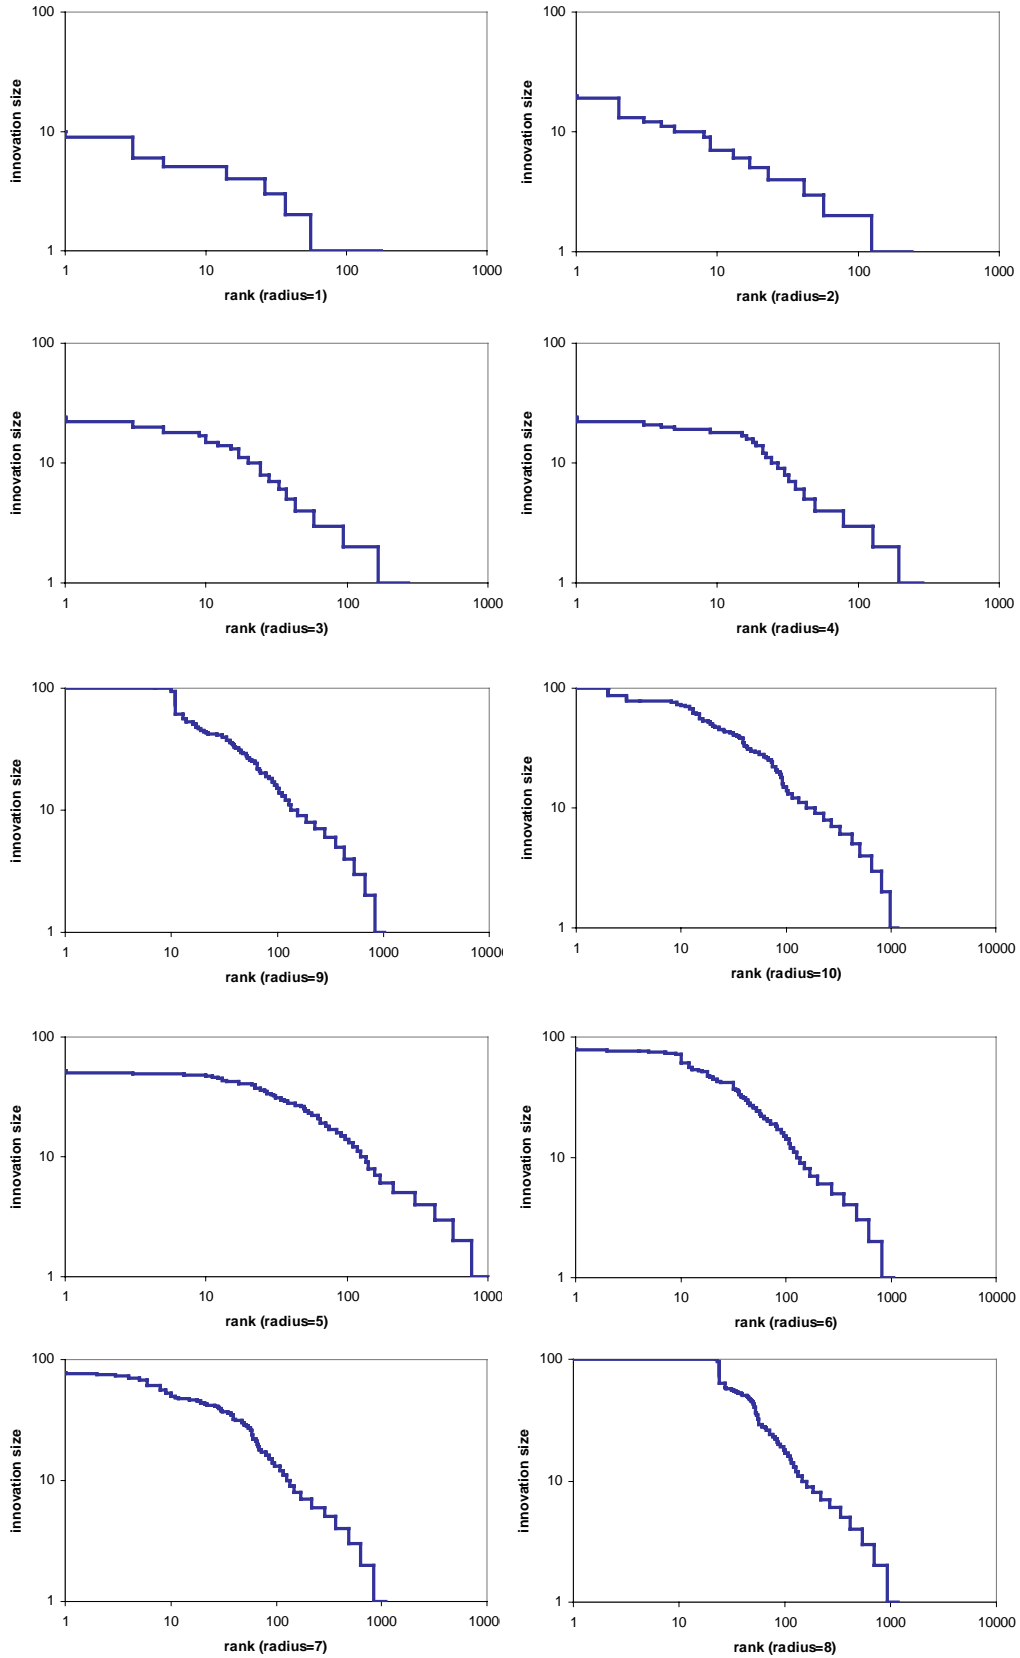 100
10
1
innovation size
1 10 100 1000
rank (radius=1)
100
10
1
innovation size
1 10 100 1000
rank (radius=2)
100
10
1
innovation size
1 10 100 1000
rank (radius=3)
100
10
1
innovation size
1 10 100 1000
rank (radius=4)
100
10
1
innovation size
1 10 100 1000 10000
rank (radius=9)
100
10
1
innovation size
1 10 100 1000 10000
rank (radius=10)
100
10
1
innovation size
1 10 100 1000
rank (radius=5)
100
10
1
innovation size
1 10 100 1000 10000
rank (radius=6)
100
10
1
innovation size
1 10 100 1000 1000
rank (radius=7)
100
10
1
innovation size
1 10 100 1000 10000
rank (radius=8)